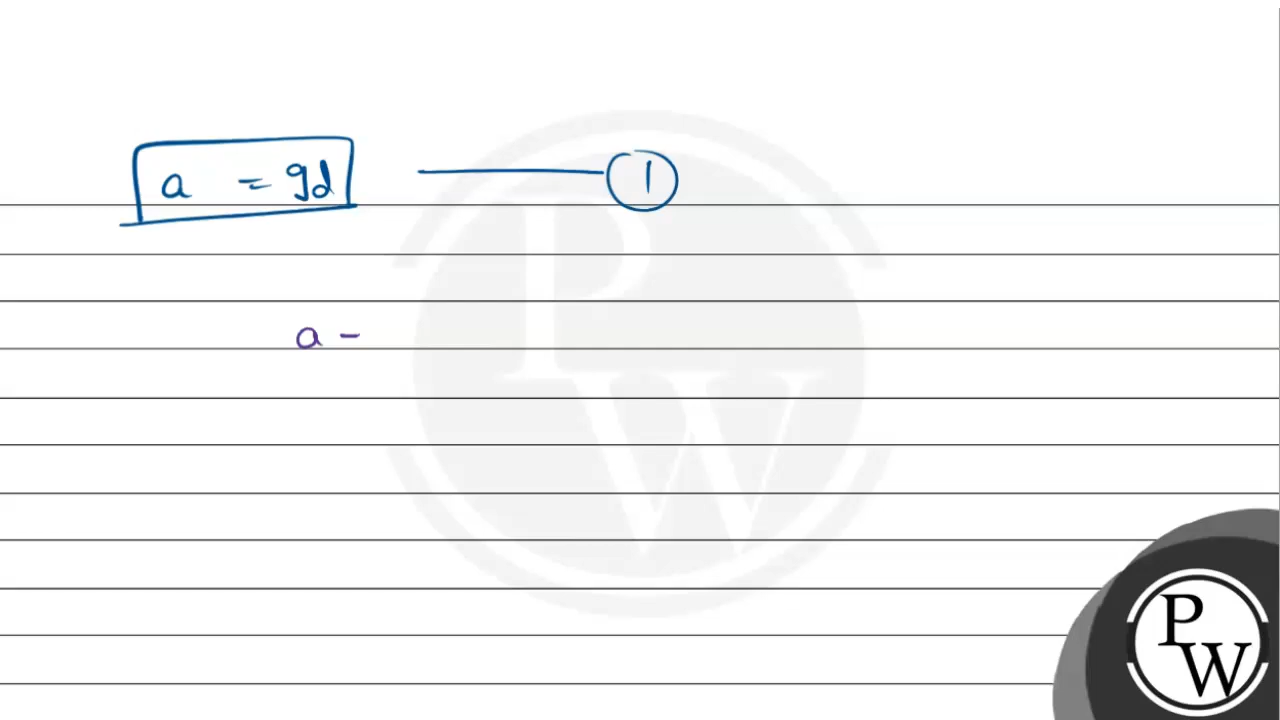 a = 9d ——— ①
a -
P
W
P
W